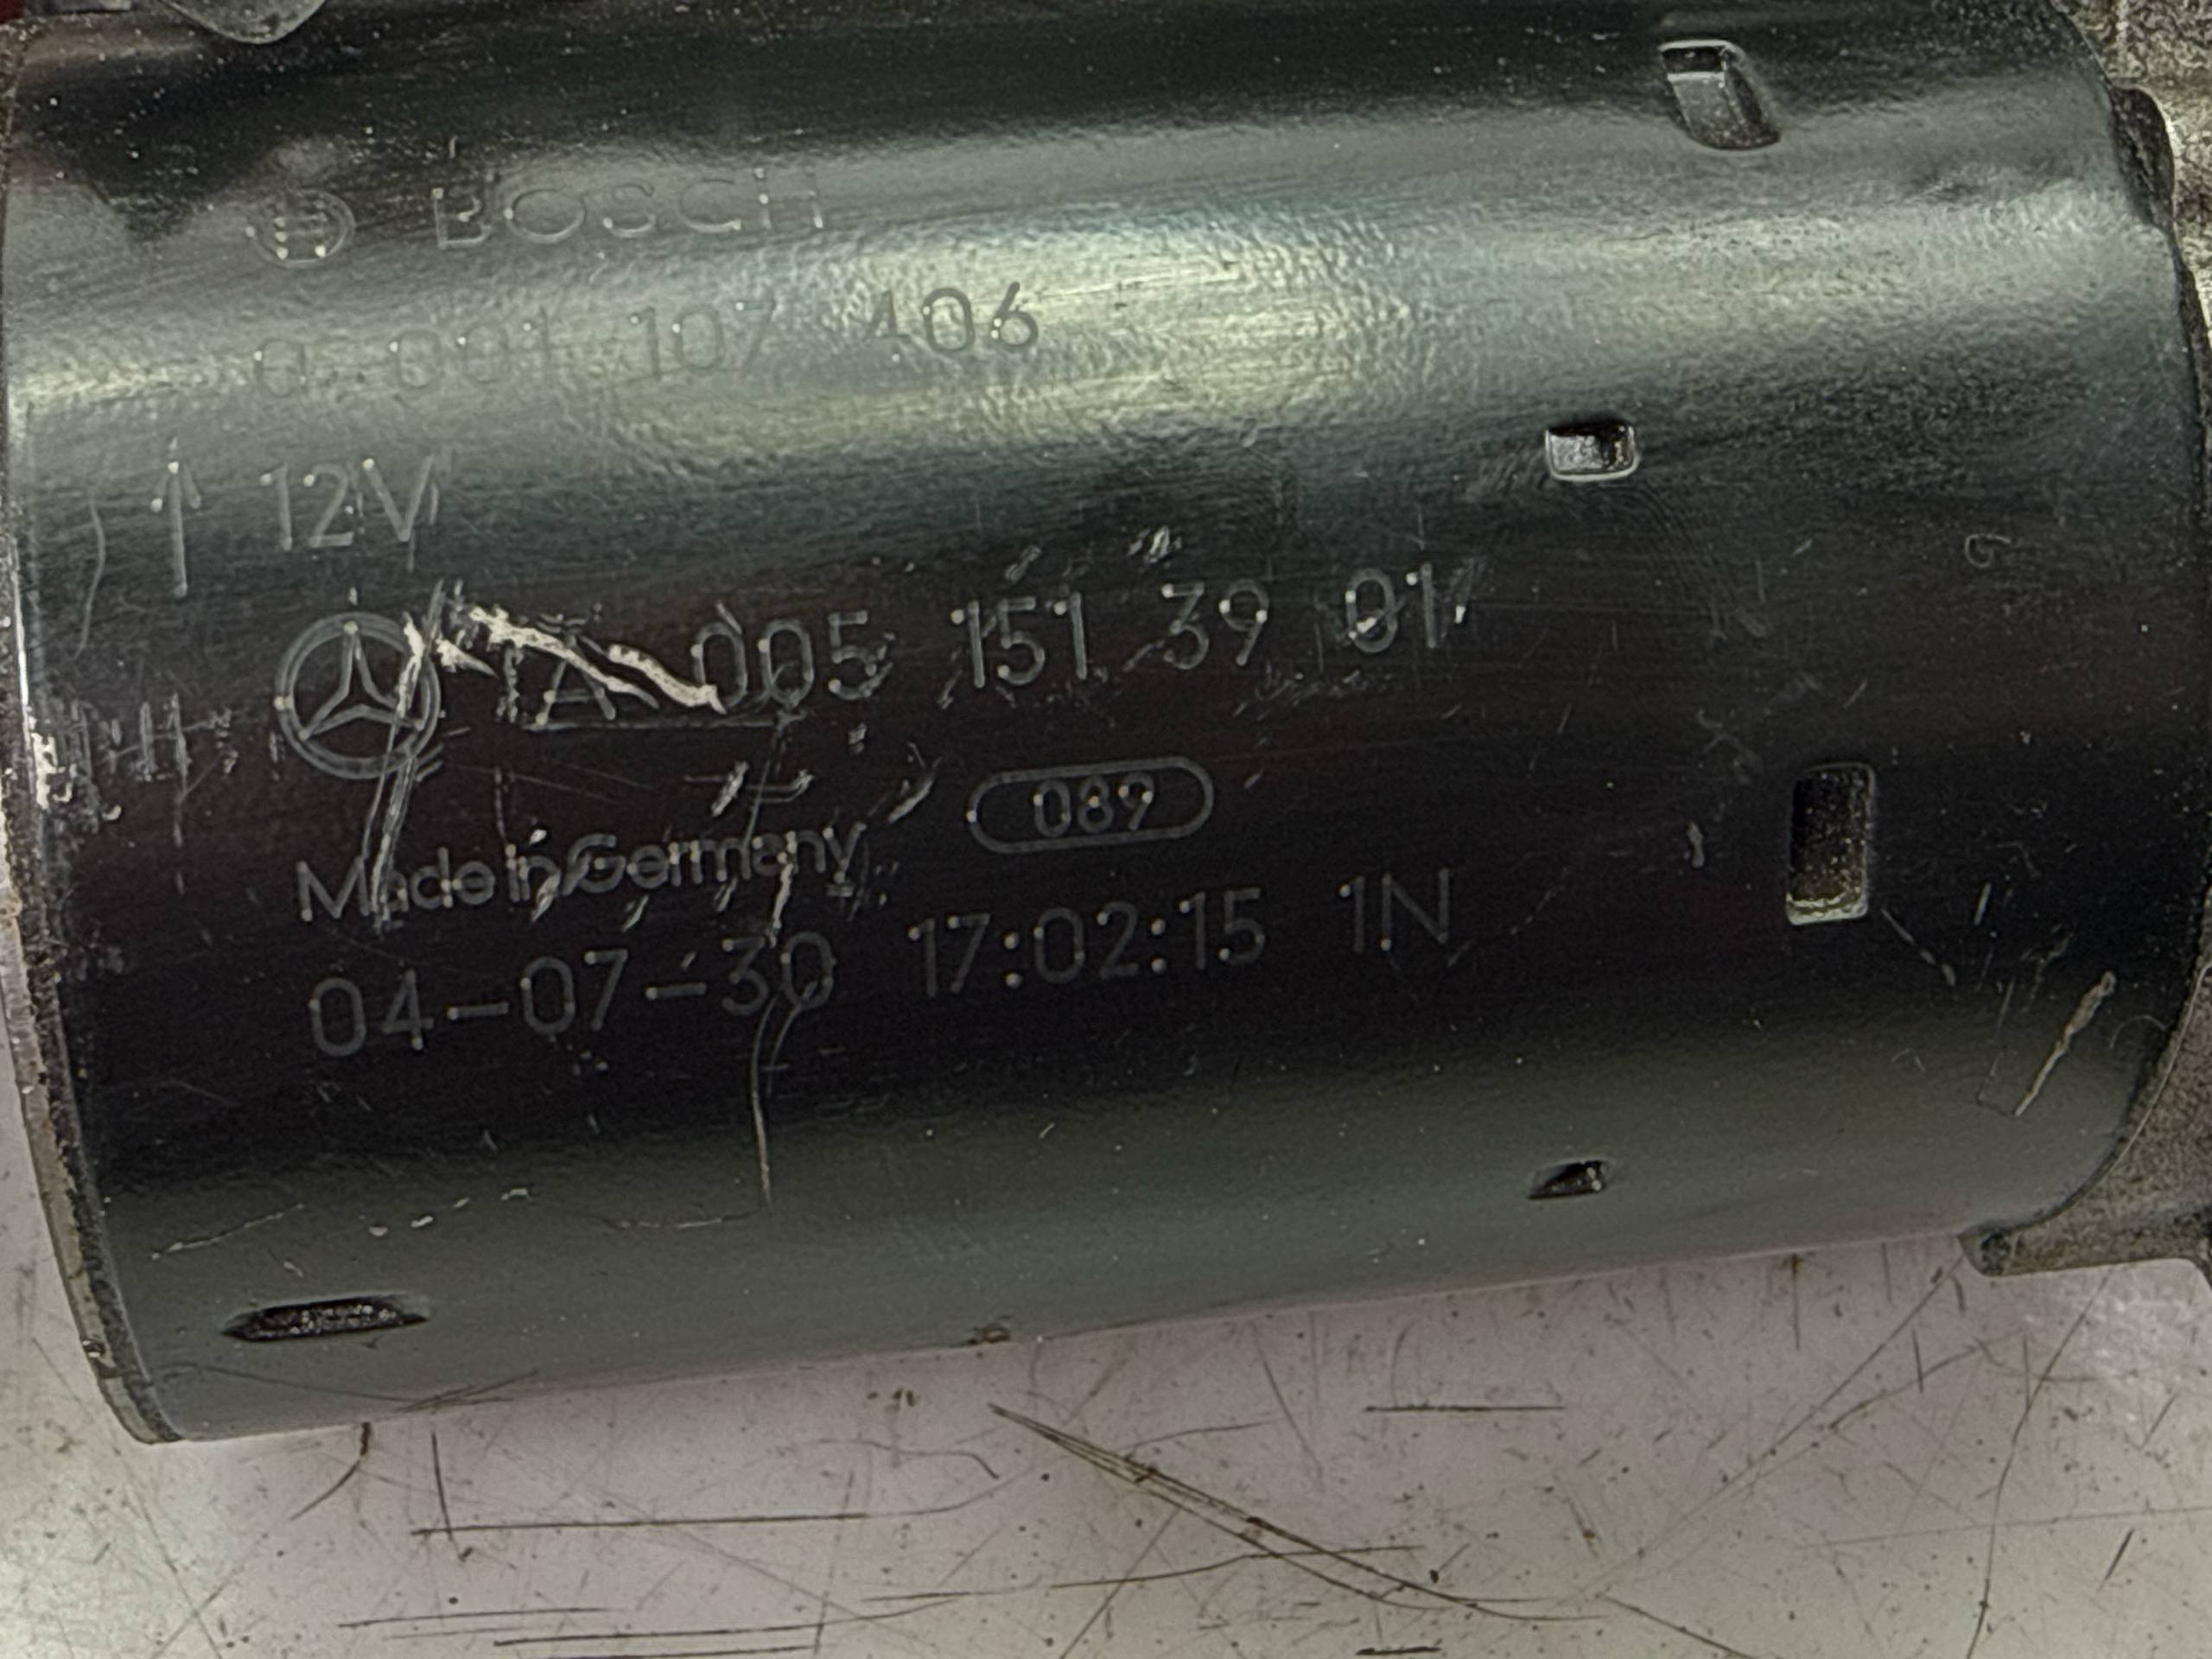 BOSCH
0 001 107 406
↑ 12V
A 005 151 39 01
089
Made in Germany
04-07-30 17:02:15 1N